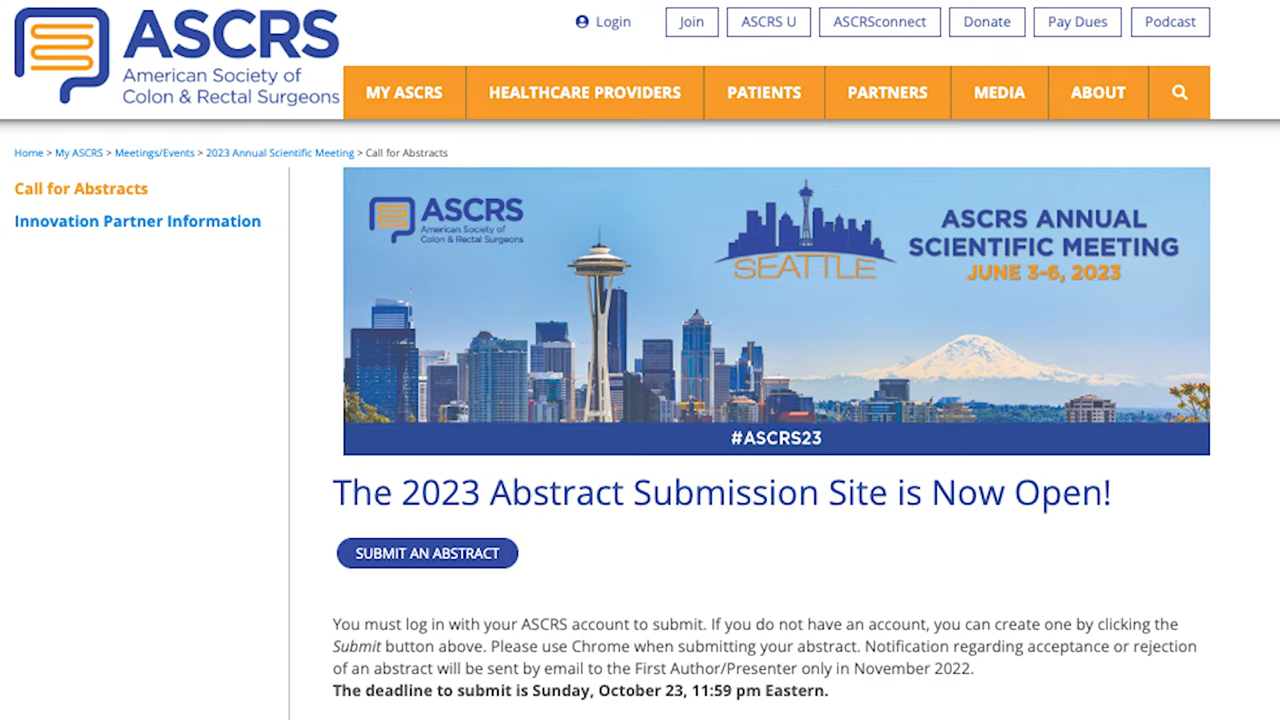 ASCRS
American Society of
Colon & Rectal Surgeons
Login
Join
ASCRS U
ASCRSconnect
Donate
Pay Dues
Podcast
MY ASCRS
HEALTHCARE PROVIDERS
PATIENTS
PARTNERS
MEDIA
ABOUT
Home > My ASCRS > Meetings/Events > 2023 Annual Scientific Meeting > Call for Abstracts
Call for Abstracts
Innovation Partner Information
ASCRS
American Society of
Colon & Rectal Surgeons
SEATTLE
ASCRS ANNUAL
SCIENTIFIC MEETING
JUNE 3-6, 2023
#ASCRS23
The 2023 Abstract Submission Site is Now Open!
SUBMIT AN ABSTRACT
You must log in with your ASCRS account to submit. If you do not have an account, you can create one by clicking the
Submit button above. Please use Chrome when submitting your abstract. Notification regarding acceptance or rejection
of an abstract will be sent by email to the First Author/Presenter only in November 2022.
The deadline to submit is Sunday, October 23, 11:59 pm Eastern.